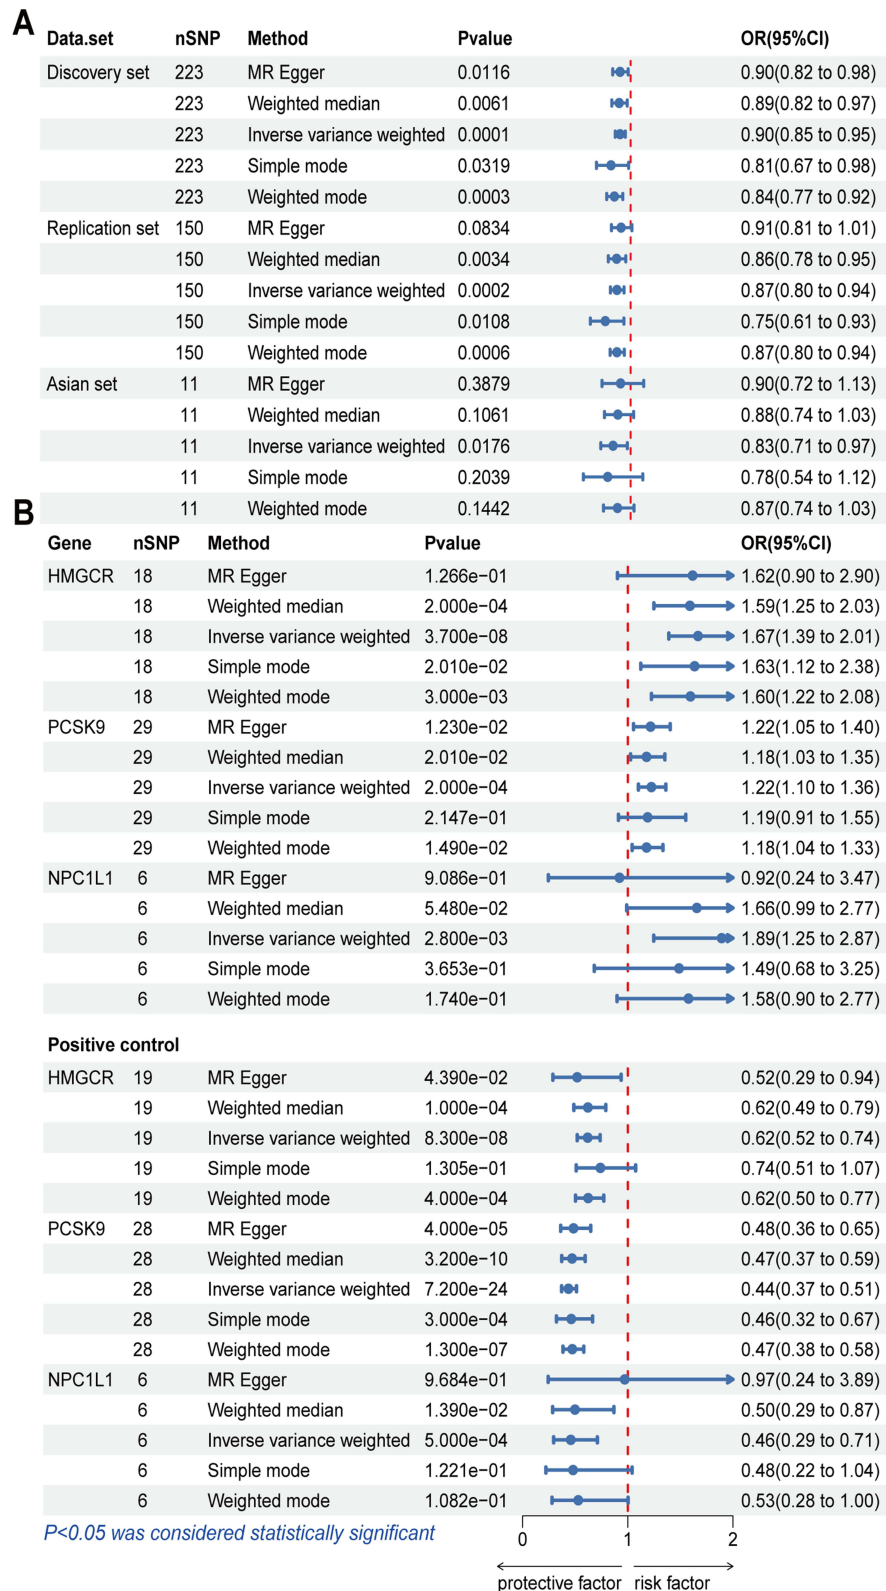 A
Data.set nSNP Method Pvalue OR(95%CI)
Discovery set 223 MR Egger 0.0116 0.90(0.82 to 0.98)
223 Weighted median 0.0061 0.89(0.82 to 0.97)
223 Inverse variance weighted 0.0001 0.90(0.85 to 0.95)
223 Simple mode 0.0319 0.81(0.67 to 0.98)
223 Weighted mode 0.0003 0.84(0.77 to 0.92)
Replication set 150 MR Egger 0.0834 0.91(0.81 to 1.01)
150 Weighted median 0.0034 0.86(0.78 to 0.95)
150 Inverse variance weighted 0.0002 0.87(0.80 to 0.94)
150 Simple mode 0.0108 0.75(0.61 to 0.93)
150 Weighted mode 0.0006 0.87(0.80 to 0.94)
Asian set 11 MR Egger 0.3879 0.90(0.72 to 1.13)
11 Weighted median 0.1061 0.88(0.74 to 1.03)
11 Inverse variance weighted 0.0176 0.83(0.71 to 0.97)
11 Simple mode 0.2039 0.78(0.54 to 1.12)
11 Weighted mode 0.1442 0.87(0.74 to 1.03)
B
Gene nSNP Method Pvalue OR(95%CI)
HMGCR 18 MR Egger 1.266e−01 1.62(0.90 to 2.90)
18 Weighted median 2.000e−04 1.59(1.25 to 2.03)
18 Inverse variance weighted 3.700e−08 1.67(1.39 to 2.01)
18 Simple mode 2.010e−02 1.63(1.12 to 2.38)
18 Weighted mode 3.000e−03 1.60(1.22 to 2.08)
PCSK9 29 MR Egger 1.230e−02 1.22(1.05 to 1.40)
29 Weighted median 2.010e−02 1.18(1.03 to 1.35)
29 Inverse variance weighted 2.000e−04 1.22(1.10 to 1.36)
29 Simple mode 2.147e−01 1.19(0.91 to 1.55)
29 Weighted mode 1.490e−02 1.18(1.04 to 1.33)
NPC1L1 6 MR Egger 9.086e−01 0.92(0.24 to 3.47)
6 Weighted median 5.480e−02 1.66(0.99 to 2.77)
6 Inverse variance weighted 2.800e−03 1.89(1.25 to 2.87)
6 Simple mode 3.653e−01 1.49(0.68 to 3.25)
6 Weighted mode 1.740e−01 1.58(0.90 to 2.77)
Positive control
HMGCR 19 MR Egger 4.390e−02 0.52(0.29 to 0.94)
19 Weighted median 1.000e−04 0.62(0.49 to 0.79)
19 Inverse variance weighted 8.300e−08 0.62(0.52 to 0.74)
19 Simple mode 1.305e−01 0.74(0.51 to 1.07)
19 Weighted mode 4.000e−04 0.62(0.50 to 0.77)
PCSK9 28 MR Egger 4.000e−05 0.48(0.36 to 0.65)
28 Weighted median 3.200e−10 0.47(0.37 to 0.59)
28 Inverse variance weighted 7.200e−24 0.44(0.37 to 0.51)
28 Simple mode 3.000e−04 0.46(0.32 to 0.67)
28 Weighted mode 1.300e−07 0.47(0.38 to 0.58)
NPC1L1 6 MR Egger 9.684e−01 0.97(0.24 to 3.89)
6 Weighted median 1.390e−02 0.50(0.29 to 0.87)
6 Inverse variance weighted 5.000e−04 0.46(0.29 to 0.71)
6 Simple mode 1.221e−01 0.48(0.22 to 1.04)
6 Weighted mode 1.082e−01 0.53(0.28 to 1.00)
P<0.05 was considered statistically significant
0 1 2
protective factor risk factor